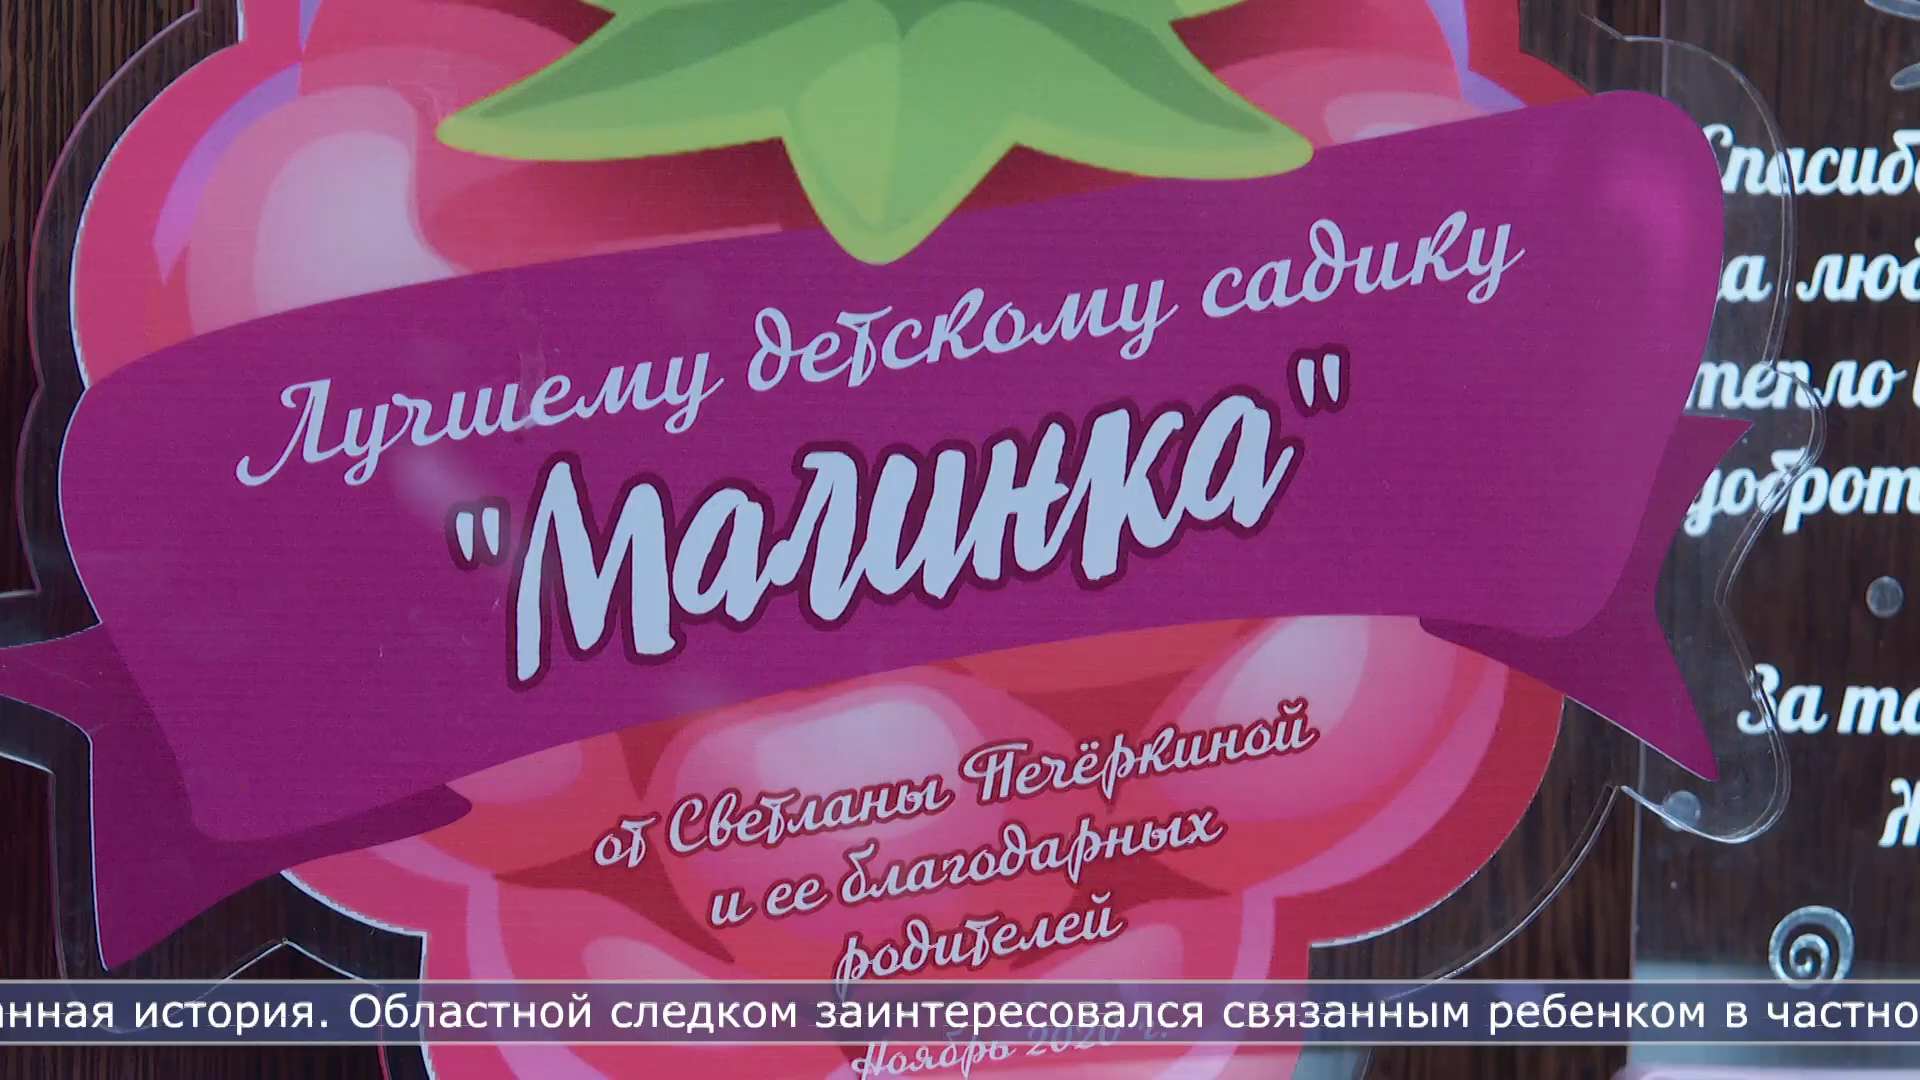 Лучшему детскому садику
"Малинка"
от Светланы Печёркиной
и ее благодарных
родителей
Ноябрь 2020 г.
Спасиб
а люб
тепло
доброт
За
Ж
анная история. Областной следком заинтересовался связанным ребенком в частно